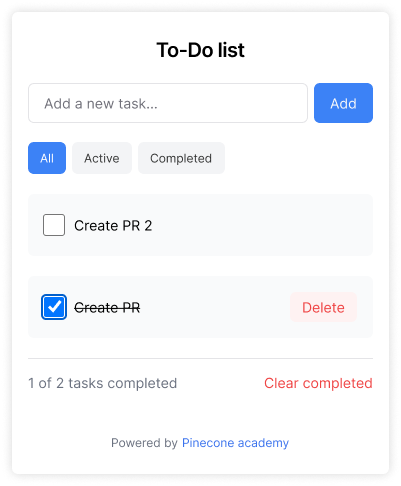 To-Do list
Add a new task...
Add
All Active Completed
Create PR 2
Create PR
Delete
1 of 2 tasks completed
Clear completed
Powered by Pinecone academy